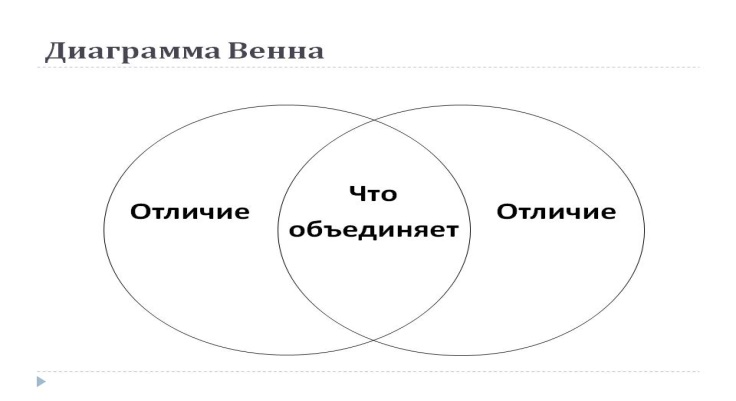 Диаграмма Венна
Отличие
Что
объединяет
Отличие